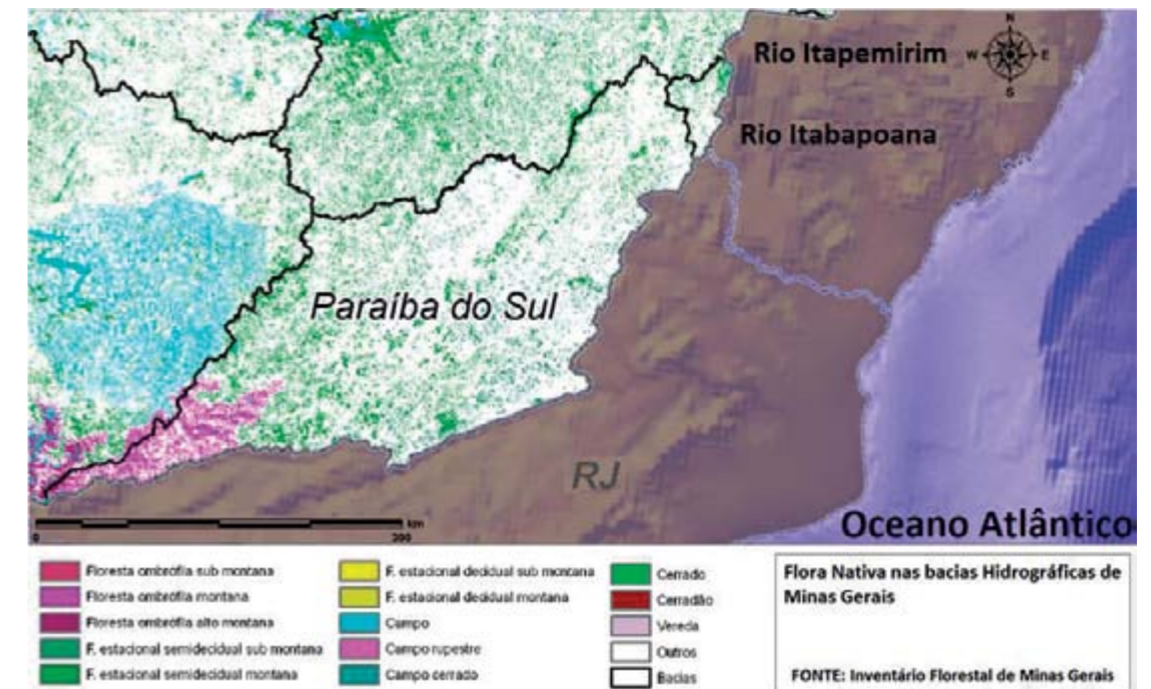 N
Rio Itapemirim
W
E
S
Rio Itabapoana
Paraíba do Sul
RJ
Oceano Atlântico
km
0
200
Floresta ombrófila sub montana
Floresta ombrófila montana
Floresta ombrófila alto montana
F. estacional semidecidual sub montana
F. estacional semidecidual montana
F. estacional decidual sub montana
F. estacional decidual montana
Campo
Campo rupestre
Campo cerrado
Cerrado
Cerradão
Vereda
Outros
Bacias
Flora Nativa nas bacias Hidrográficas de
Minas Gerais
FONTE: Inventário Florestal de Minas Gerais